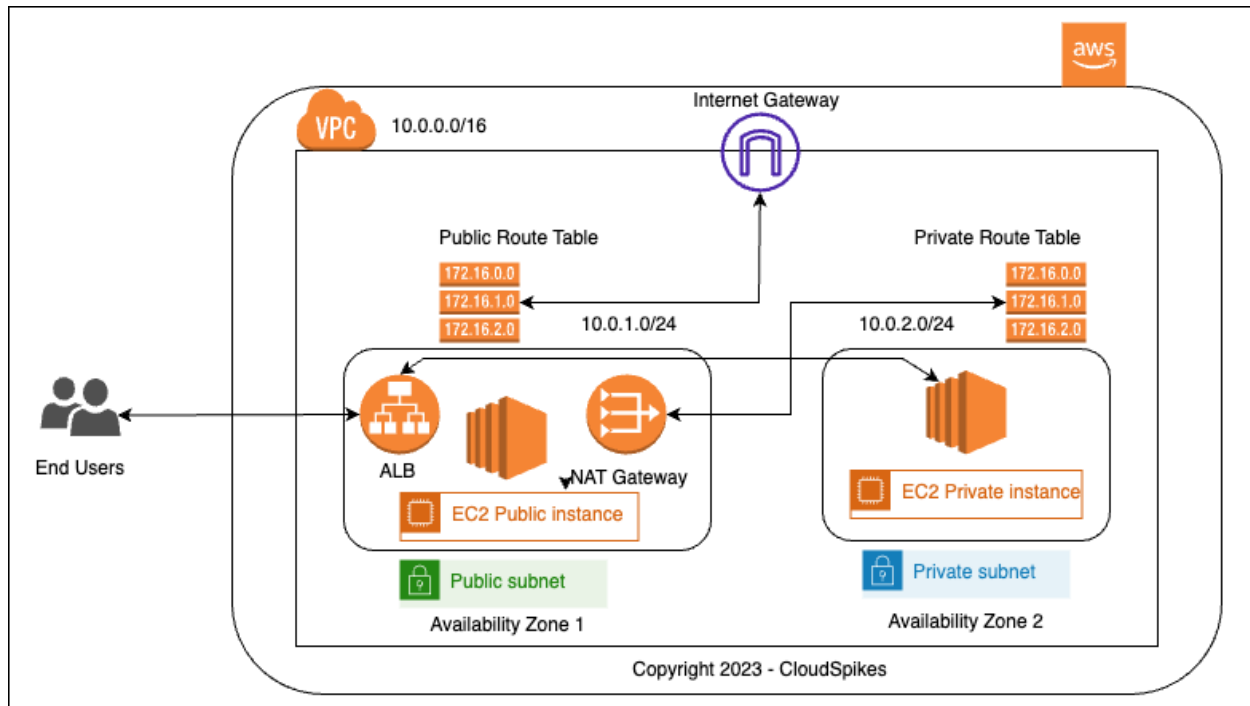 aws
Internet Gateway
VPC
10.0.0.0/16
Public Route Table
Private Route Table
172.16.0.0
172.16.1.0
172.16.2.0
172.16.0.0
172.16.1.0
172.16.2.0
10.0.1.0/24
10.0.2.0/24
End Users
ALB
NAT Gateway
EC2 Public instance
EC2 Private instance
Public subnet
Private subnet
Availability Zone 1
Availability Zone 2
Copyright 2023 - CloudSpikes